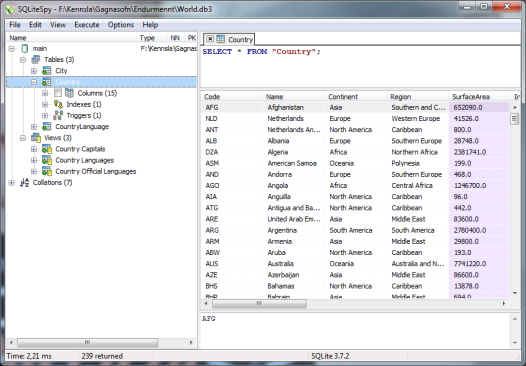 SQLiteSpy - F:\Kennsla\Gagnasofn\Endurmennt\World.db3
File Edit View Execute Options Help
Name Type NN PK
main F:\Kennsla\Gagnas
Tables (3)
City
Country
Columns (15)
Indexes (1)
Triggers (1)
CountryLanguage
Views (3)
Country Capitals
Country Languages
Country Official Languages
Collations (7)
Country
SELECT * FROM "Country";
Code Name Continent Region SurfaceArea In
AFG Afghanistan Asia Southern and C... 652090.0
NLD Netherlands Europe Western Europe 41526.0
ANT Netherlands An... North America Caribbean 800.0
ALB Albania Europe Southern Europe 28748.0
DZA Algeria Africa Northern Africa 2381741.0
ASM American Samoa Oceania Polynesia 199.0
AND Andorra Europe Southern Europe 468.0
AGO Angola Africa Central Africa 1246700.0
AIA Anguilla North America Caribbean 96.0
ATG Antigua and Ba... North America Caribbean 442.0
ARE United Arab Em... Asia Middle East 83600.0
ARG Argentina South America South America 2780400.0
ARM Armenia Asia Middle East 29800.0
ABW Aruba North America Caribbean 193.0
AUS Australia Oceania Australia and N... 7741220.0
AZE Azerbaijan Asia Middle East 86600.0
BHS Bahamas North America Caribbean 13878.0
BHR Bahrain Asia Middle East 694.0
AFG
Time: 2,21 ms 239 returned SQLite 3.7.2